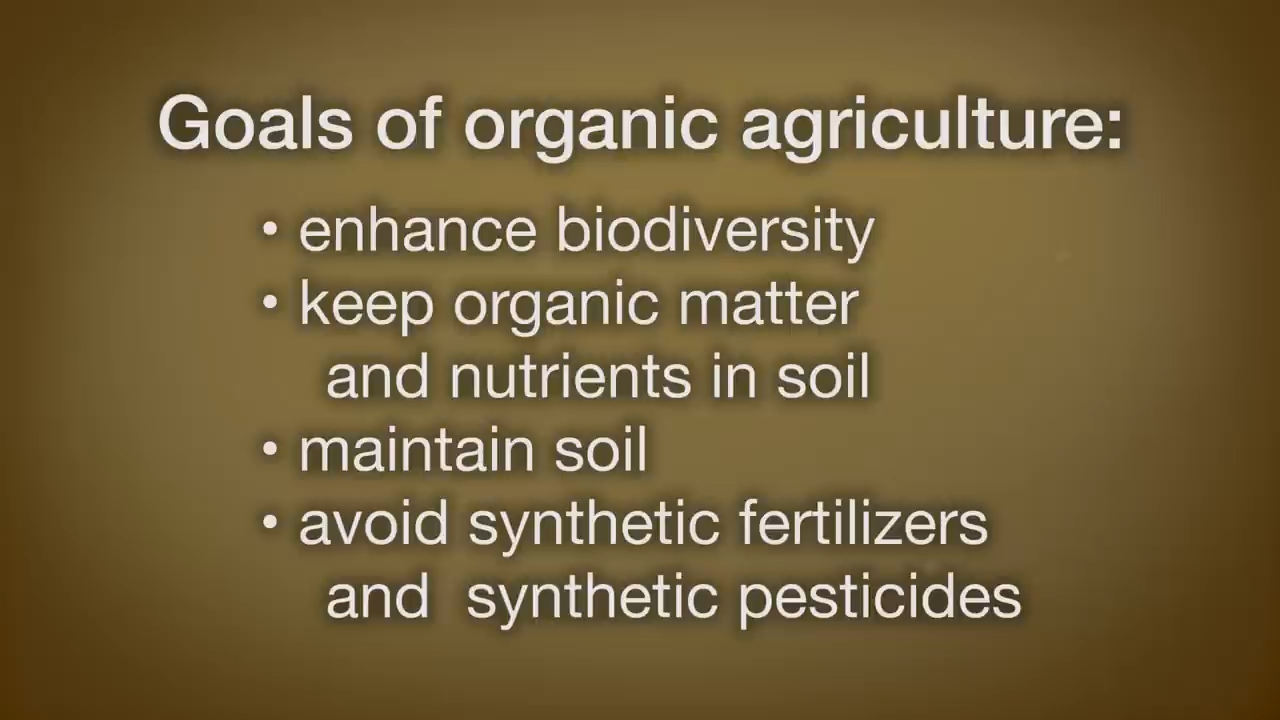 Goals of organic agriculture:
• enhance biodiversity
• keep organic matter
and nutrients in soil
• maintain soil
• avoid synthetic fertilizers
and  synthetic pesticides